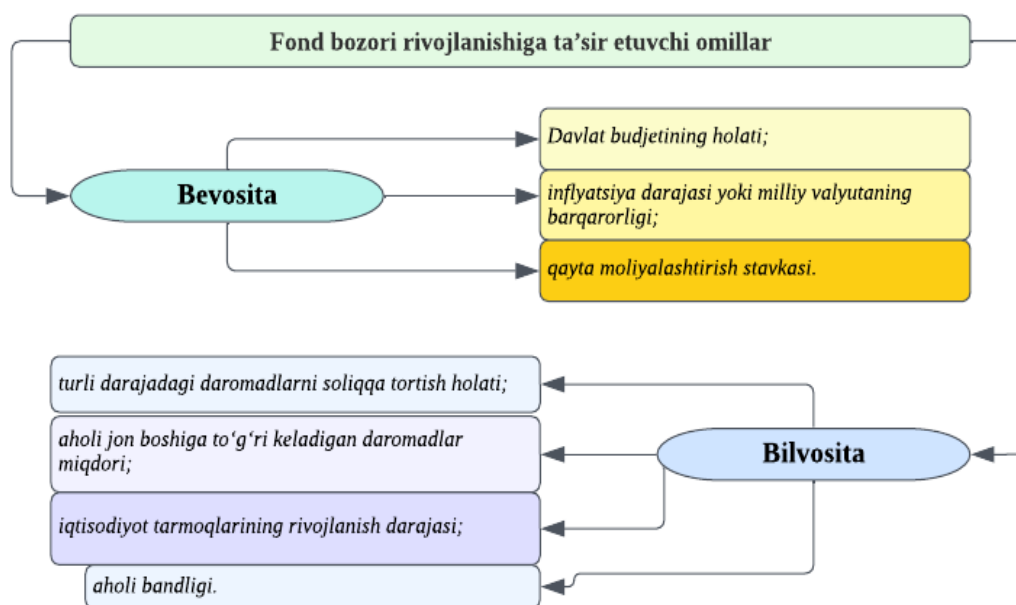 Fond bozori rivojlanishiga ta’sir etuvchi omillar
Bevosita
Davlat budjetining holati;
inflyatsiya darajasi yoki milliy valyutaning
barqarorligi;
qayta moliyalashtirish stavkasi.
turli darajadagi daromadlarni soliqqa tortish holati;
aholi jon boshiga to‘g‘ri keladigan daromadlar
miqdori;
iqtisodiyot tarmoqlarining rivojlanish darajasi;
aholi bandligi.
Bilvosita